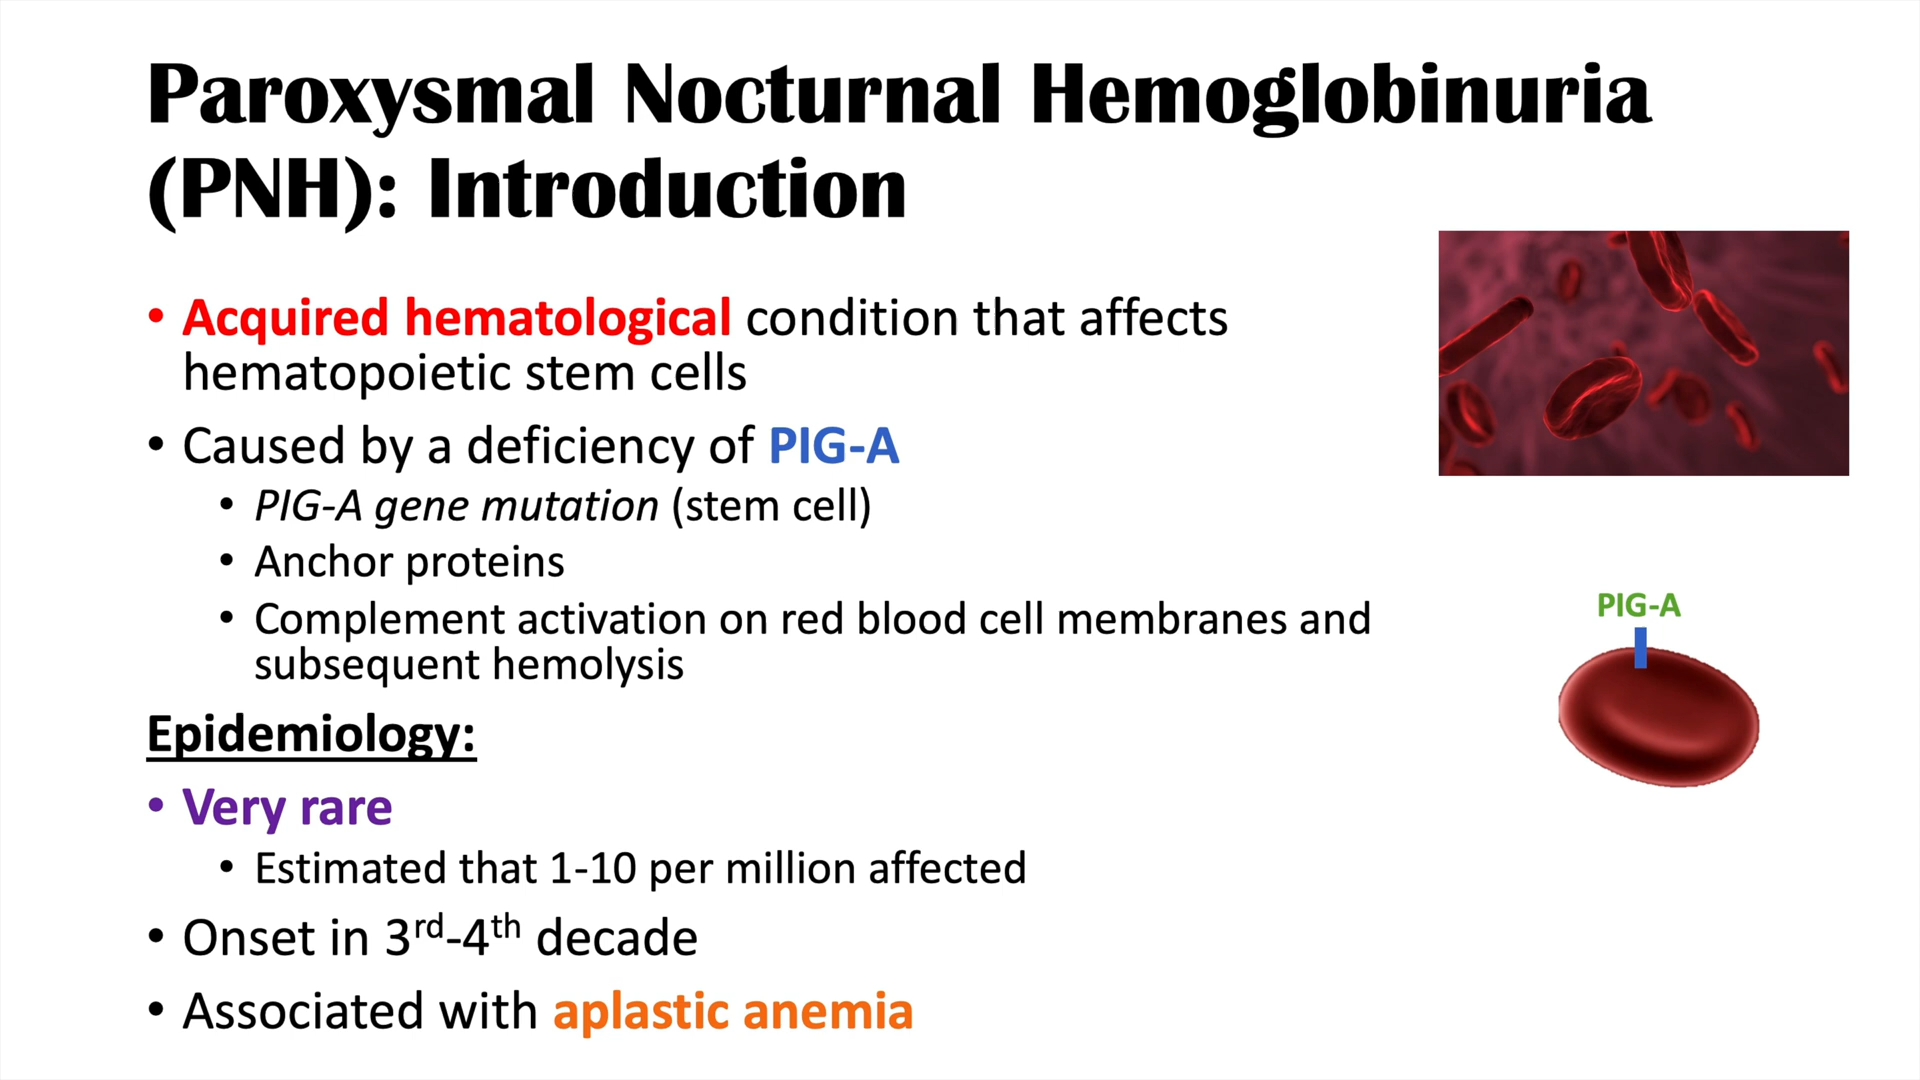 Paroxysmal Nocturnal Hemoglobinuria
(PNH): Introduction
• Acquired hematological condition that affects
hematopoietic stem cells
• Caused by a deficiency of PIG-A
• PIG-A gene mutation (stem cell)
• Anchor proteins
• Complement activation on red blood cell membranes and
subsequent hemolysis
PIG-A
Epidemiology:
• Very rare
• Estimated that 1-10 per million affected
• Onset in 3rd-4th decade
• Associated with aplastic anemia